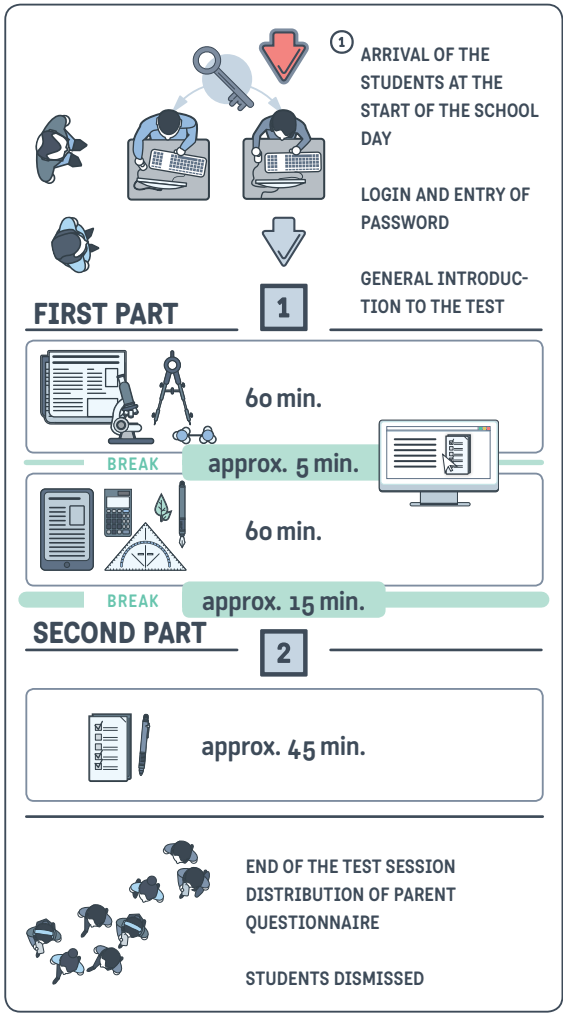 1
ARRIVAL OF THE
STUDENTS AT THE
START OF THE SCHOOL
DAY
LOGIN AND ENTRY OF
PASSWORD
GENERAL INTRODUC-
TION TO THE TEST
FIRST PART
1
60 min.
BREAK approx. 5 min.
60 min.
BREAK approx. 15 min.
SECOND PART
2
approx. 45 min.
END OF THE TEST SESSION
DISTRIBUTION OF PARENT
QUESTIONNAIRE
STUDENTS DISMISSED